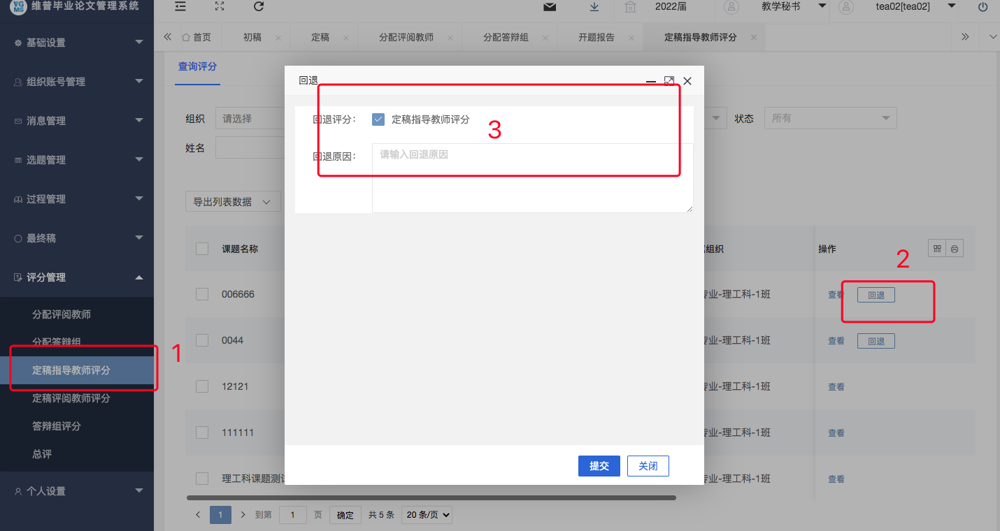 维普毕业论文管理系统
2022届
教学秘书
tea02[tea02]
首页
初稿
定稿
分配评阅教师
分配答辩组
开题报告
定稿指导教师评分
基础设置
组织账号管理
消息管理
选题管理
过程管理
最终稿
评分管理
分配评阅教师
分配答辩组
定稿指导教师评分
1
定稿评阅教师评分
答辩组评分
总评
个人设置
查询评分
组织
请选择
状态
所有
姓名
导出列表数据
课题名称
组织
操作
2
006666
专业-理工科-1班
查看
回退
0044
专业-理工科-1班
查看
回退
12121
专业-理工科-1班
查看
111111
专业-理工科-1班
查看
理工科课题测试
专业-理工科-1班
查看
1
到第
1
页
确定
共 5 条
20 条/页
回退
回退评分:
定稿指导教师评分
3
回退原因:
请输入回退原因
提交
关闭